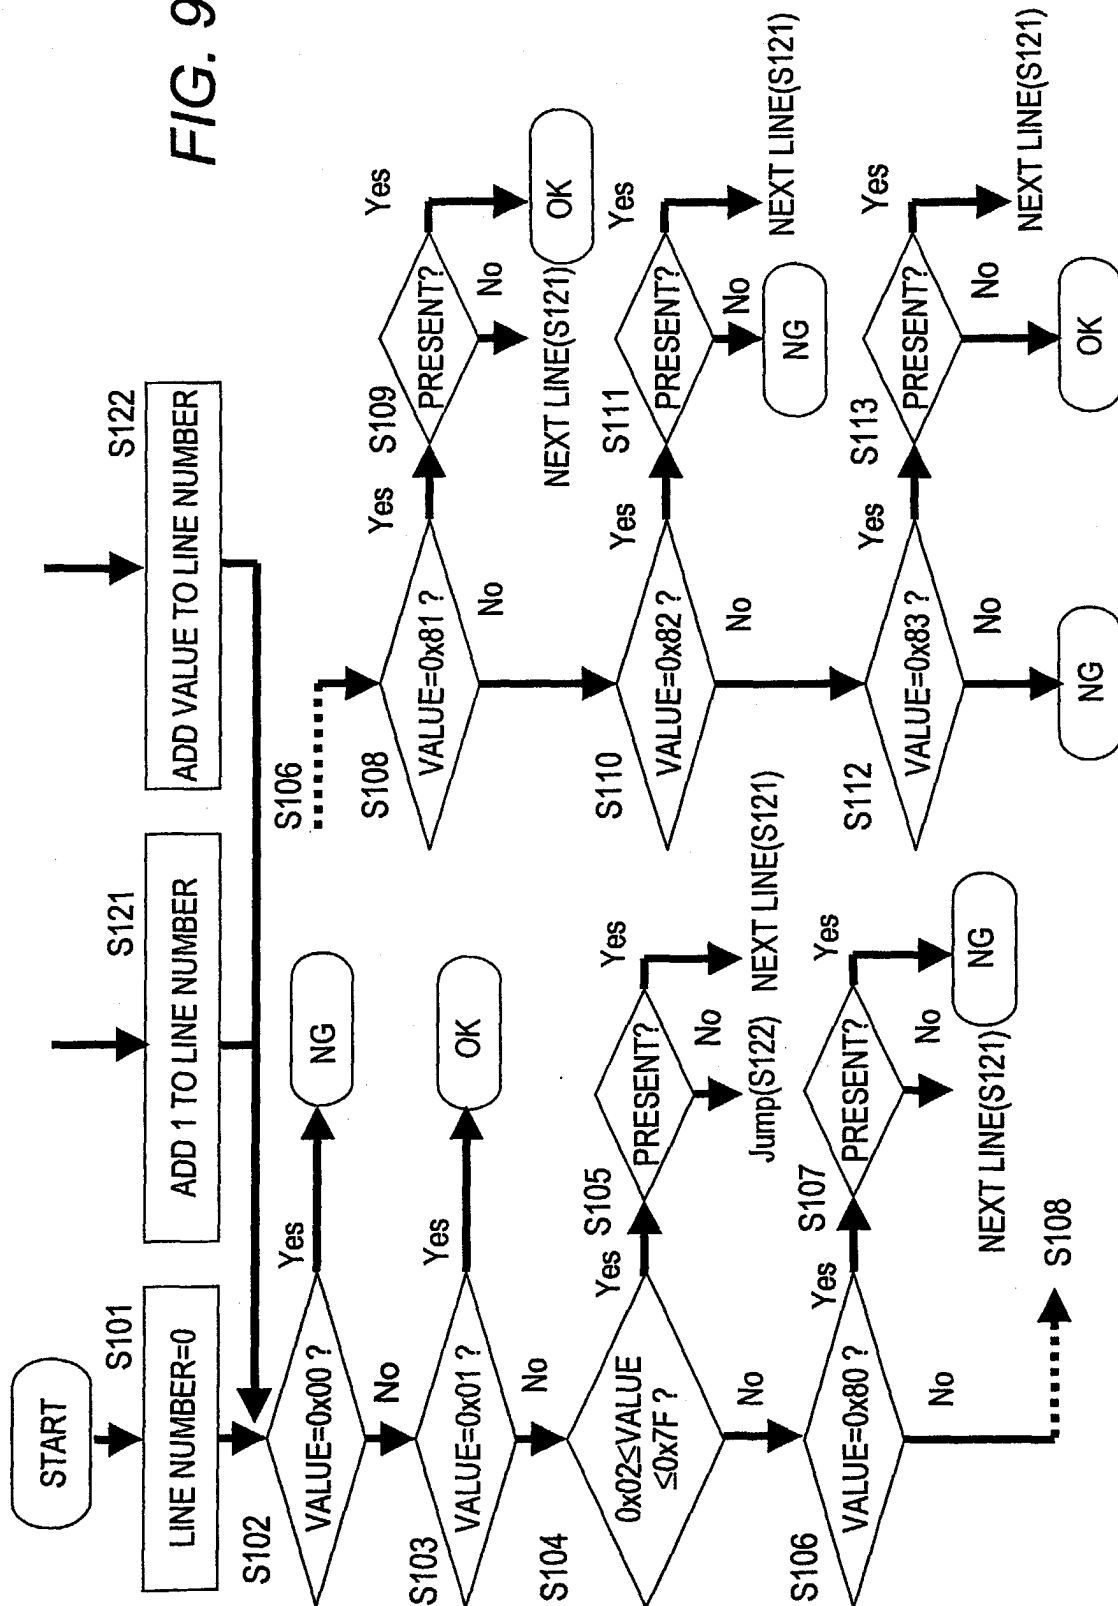 FIG. 9
START
S101
LINE NUMBER=0
S121
ADD 1 TO LINE NUMBER
S122
ADD VALUE TO LINE NUMBER
S102
VALUE=0x00 ?
Yes
NG
No
S103
VALUE=0x01 ?
Yes
OK
No
S104
0x02≤VALUE
≤0x7F ?
Yes
S105
PRESENT?
Yes
NEXT LINE(S121)
No
Jump(S122)
No
S106
VALUE=0x80 ?
Yes
S107
PRESENT?
Yes
NG
No
NEXT LINE(S121)
No
S108
S106
S108
VALUE=0x81 ?
Yes
S109
PRESENT?
Yes
OK
No
NEXT LINE(S121)
No
S110
VALUE=0x82 ?
Yes
S111
PRESENT?
Yes
NEXT LINE(S121)
No
NG
No
S112
VALUE=0x83 ?
Yes
S113
PRESENT?
Yes
NEXT LINE(S121)
No
OK
No
NG